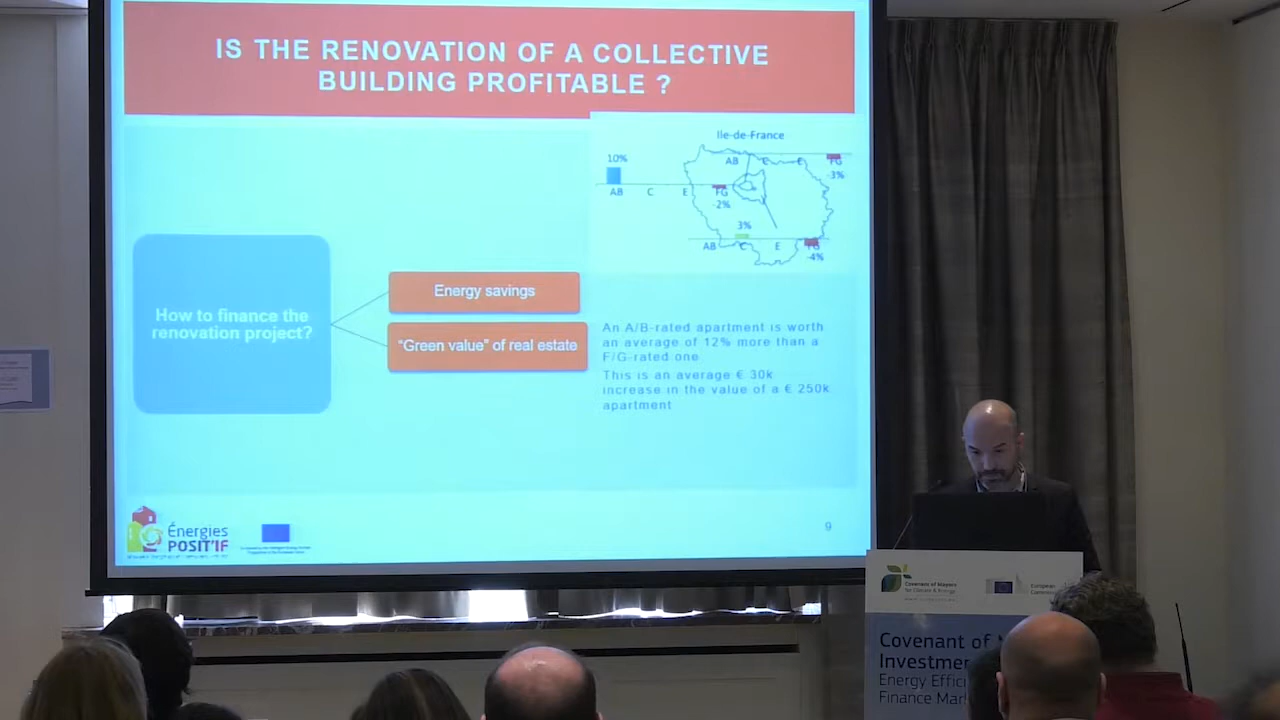 IS THE RENOVATION OF A COLLECTIVE
BUILDING PROFITABLE ?
Ile-de-France
10%
AB C E FG
-2%
AB C E FG
-3%
3%
AB C E FG
-4%
How to finance the
renovation project?
Energy savings
"Green value" of real estate
An A/B-rated apartment is worth
an average of 12% more than a
F/G-rated one
This is an average € 30k
increase in the value of a € 250k
apartment
Énergies
POSIT'IF
9
Covenant of Mayors
for Climate & Energy
European
Covenant of
Investme
Energy Effici
Finance Mar